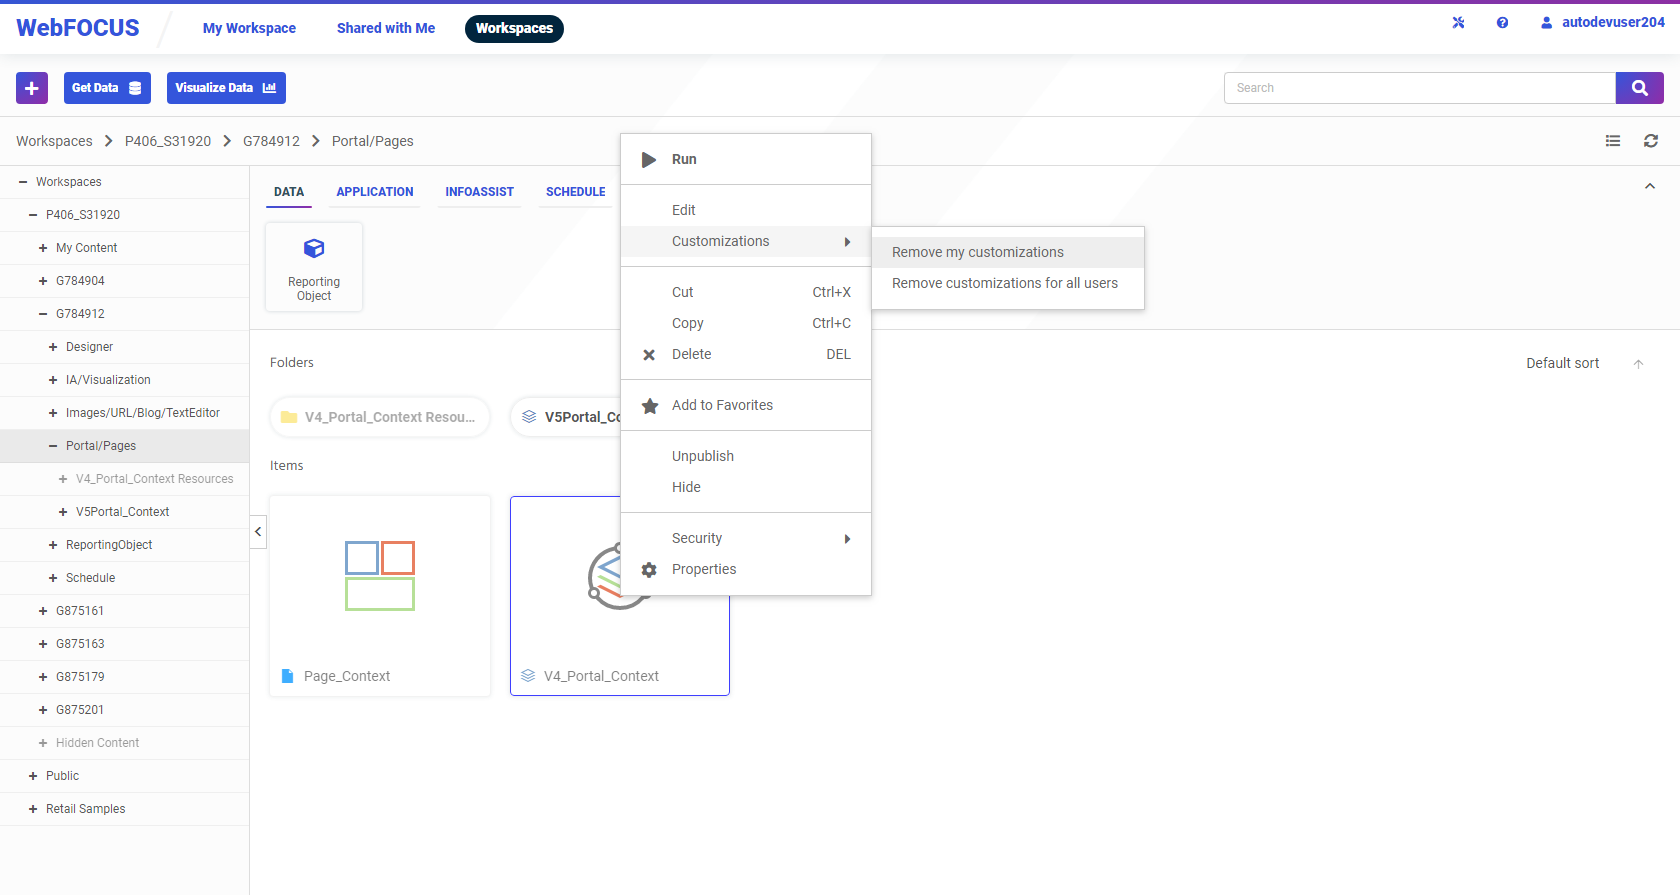 WebFOCUS
My Workspace
Shared with Me
Workspaces
autodevuser204
Get Data
Visualize Data
Search
Workspaces
P406_S31920
G784912
Portal/Pages
Workspaces
P406_S31920
My Content
G784904
G784912
Designer
IA/Visualization
Images/URL/Blog/TextEditor
Portal/Pages
V4_Portal_Context Resources
V5Portal_Context
ReportingObject
Schedule
G875161
G875163
G875179
G875201
Hidden Content
Public
Retail Samples
DATA
APPLICATION
INFOASSIST
SCHEDULE
Reporting
Object
Folders
Default sort
V4_Portal_Context Resou...
V5Portal_Co
Items
Page_Context
V4_Portal_Context
Run
Edit
Customizations
Cut Ctrl+X
Copy Ctrl+C
Delete DEL
Add to Favorites
Unpublish
Hide
Security
Properties
Remove my customizations
Remove customizations for all users